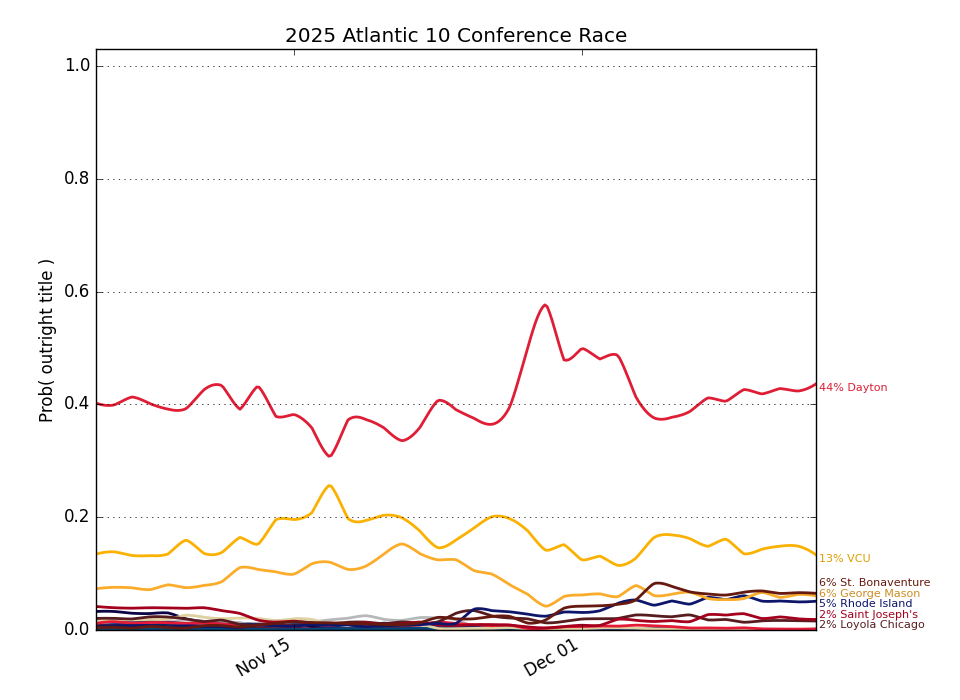 2025 Atlantic 10 Conference Race
Prob( outright title )
1.0
0.8
0.6
0.4
0.2
0.0
Nov 15
Dec 01
44% Dayton
13% VCU
6% St. Bonaventure
6% George Mason
5% Rhode Island
2% Saint Joseph's
2% Loyola Chicago